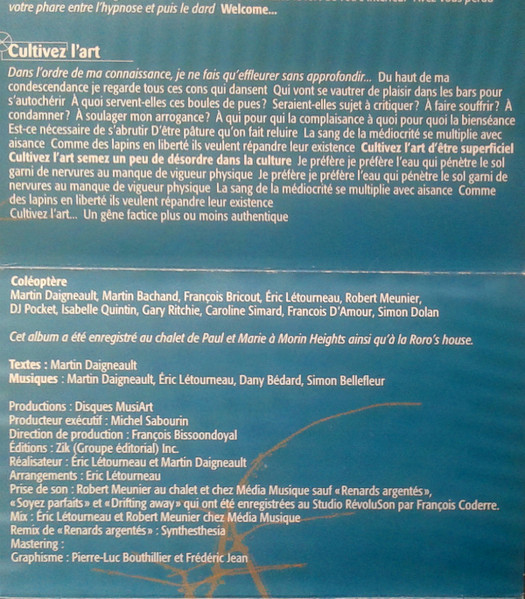 votre phare entre l'hypnose et puis le dard Welcome...
Cultivez l'art
Dans l'ordre de ma connaissance, je ne fais qu'effleurer sans approfondir... Du haut de ma
condescendance je regarde tous ces cons qui dansent Qui vont se vautrer de plaisir dans les bars pour
s'autochérir À quoi servent-elles ces boules de pues? Seraient-elles sujet à critiquer? À faire souffrir? À
condamner? À soulager mon arrogance? À qui pour qui la complaisance à quoi pour quoi la bienséance
Est-ce nécessaire de s'abrutir D'être pâture qu'on fait reluire La sang de la médiocrité se multiplie avec
aisance Comme des lapins en liberté ils veulent répandre leur existence Cultivez l'art d'être superficiel
Cultivez l'art semez un peu de désordre dans la culture Je préfère je préfère l'eau qui pénètre le sol
garni de nervures au manque de vigueur physique Je préfère je préfère l'eau qui pénètre le sol garni de
nervures au manque de vigueur physique La sang de la médiocrité se multiplie avec aisance Comme
des lapins en liberté ils veulent répandre leur existence
Cultivez l'art... Un gêne factice plus ou moins authentique
Coléoptère
Martin Daigneault, Martin Bachand, François Bricout, Éric Létourneau, Robert Meunier,
DJ Pocket, Isabelle Quintin, Gary Ritchie, Caroline Simard, Francois D'Amour, Simon Dolan
Cet album a été enregistré au chalet de Paul et Marie à Morin Heights ainsi qu'à la Roro's house.
Textes : Martin Daigneault
Musiques : Martin Daigneault, Éric Létourneau, Dany Bédard, Simon Bellefleur
Productions : Disques MusiArt
Producteur exécutif : Michel Sabourin
Direction de production : François Bissoondoyal
Éditions : Zik (Groupe éditorial) Inc.
Réalisateur : Éric Létourneau et Martin Daigneault
Arrangements : Eric Létourneau
Prise de son : Robert Meunier au chalet et chez Média Musique sauf «Renards argentés»,
«Soyez parfaits» et «Drifting away» qui ont été enregistrées au Studio RévoluSon par François Coderre.
Mix : Éric Létourneau et Robert Meunier chez Média Musique
Remix de «Renards argentés» : Synthesthesia
Mastering :
Graphisme : Pierre-Luc Bouthillier et Frédéric Jean